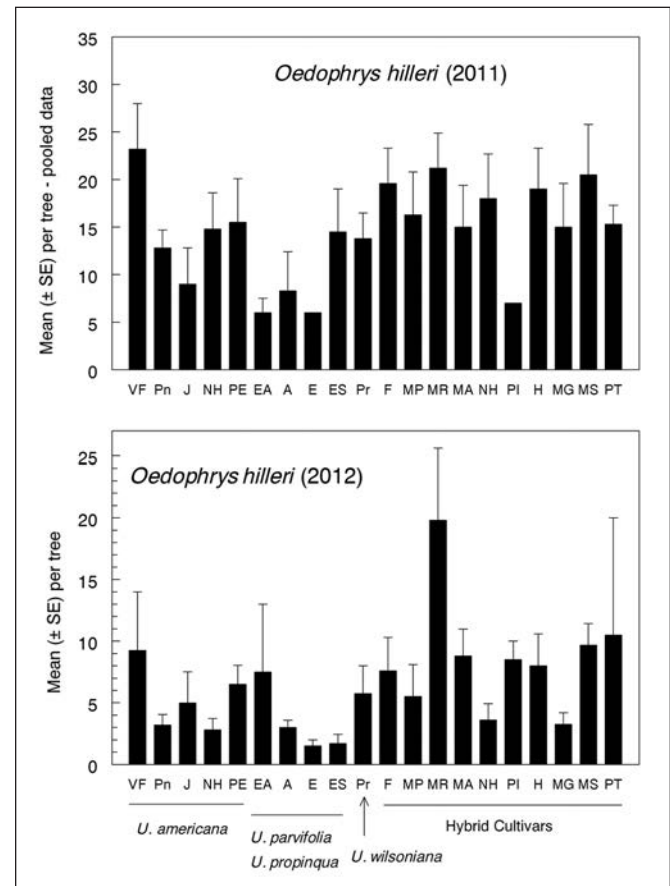 Oedophrys hilleri (2011)
Mean (± SE) per tree - pooled data
35
30
25
20
15
10
5
0
VF Pn J NH PE EA A E ES Pr F MP MR MA NH PI H MG MS PT
Oedophrys hilleri (2012)
Mean (± SE) per tree
25
20
15
10
5
0
VF Pn J NH PE EA A E ES Pr F MP MR MA NH PI H MG MS PT
U. americana
U. parvifolia
U. propinqua
U. wilsoniana
Hybrid Cultivars